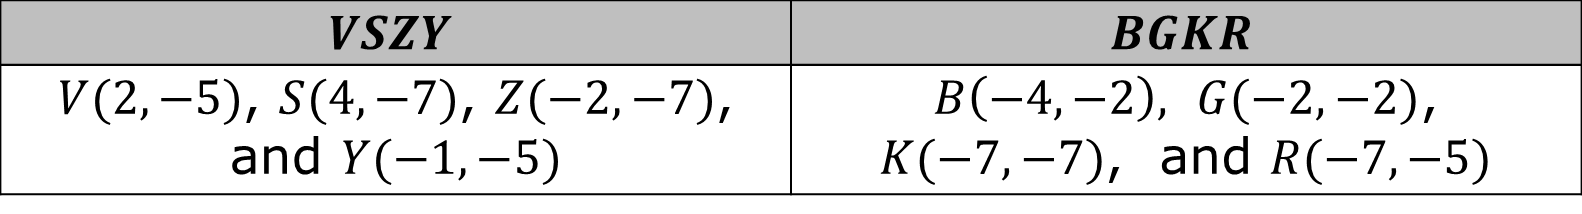 VSZY
BGKR
V(2, −5), S(4, −7), Z(−2, −7),
and Y(−1, −5)
B(−4, −2), G(−2, −2),
K(−7, −7), and R(−7, −5)